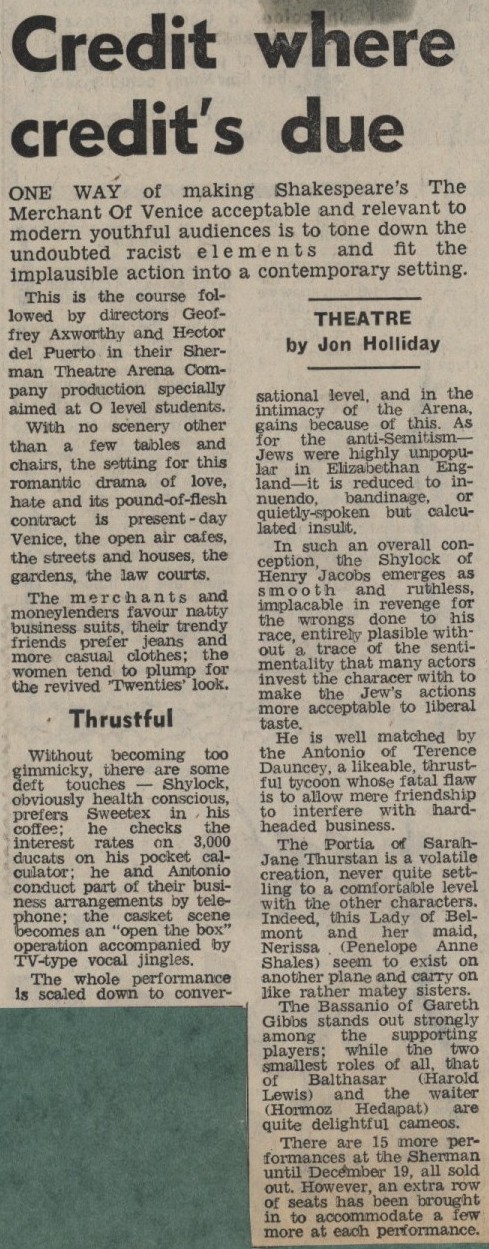 Credit where
credit's due
ONE WAY of making Shakespeare's The
Merchant Of Venice acceptable and relevant to
modern youthful audiences is to tone down the
undoubted racist elements and fit the
implausible action into a contemporary setting.
This is the course fol-
lowed by directors Geof-
frey Axworthy and Hector
del Puerto in their Sher-
man Theatre Arena Com-
pany production specially
aimed at O level students.
With no scenery other
than a few tables and
chairs, the setting for this
romantic drama of love,
hate and its pound-of-flesh
contract is present-day
Venice, the open air cafes,
the streets and houses, the
gardens, the law courts.
The merchants and
moneylenders favour natty
business suits, their trendy
friends prefer jeans and
more casual clothes; the
women tend to plump for
the revived 'Twenties' look.
Thrustful
Without becoming too
gimmicky, there are some
deft touches — Shylock,
obviously health conscious,
prefers Sweetex in his
coffee; he checks the
interest rates on 3,000
ducats on his pocket cal-
culator; he and Antonio
conduct part of their busi-
ness arrangements by tele-
phone; the casket scene
becomes an "open the box"
operation accompanied by
TV-type vocal jingles.
The whole performance
is scaled down to conver-
THEATRE
by Jon Holliday
sational level, and in the
intimacy of the Arena,
gains because of this. As
for the anti-Semitism—
Jews were highly unpopu-
lar in Elizabethan Eng-
land—it is reduced to in-
nuendo, bandinage, or
quietly-spoken but calcu-
lated insult.
In such an overall con-
ception, the Shylock of
Henry Jacobs emerges as
smooth and ruthless,
implacable in revenge for
the wrongs done to his
race, entirely plasible with-
out a trace of the senti-
mentality that many actors
invest the characer with to
make the Jew's actions
more acceptable to liberal
taste.
He is well matched by
the Antonio of Terence
Dauncey, a likeable, thrust-
ful tycoon whose fatal flaw
is to allow mere friendship
to interfere with hard-
headed business.
The Portia of Sarah-
Jane Thurstan is a volatile
creation, never quite sett-
ling to a comfortable level
with the other characters.
Indeed, this Lady of Bel-
mont and her maid,
Nerissa (Penelope Anne
Shales) seem to exist on
another plane and carry on
like rather matey sisters.
The Bassanio of Gareth
Gibbs stands out strongly
among the supporting
players; while the two
smallest roles of all, that
of Balthasar (Harold
Lewis) and the waiter
(Hormoz Hedapat) are
quite delightful cameos.
There are 15 more per-
formances at the Sherman
until December 19, all sold
out. However, an extra row
of seats has been brought
in to accommodate a few
more at each performance.